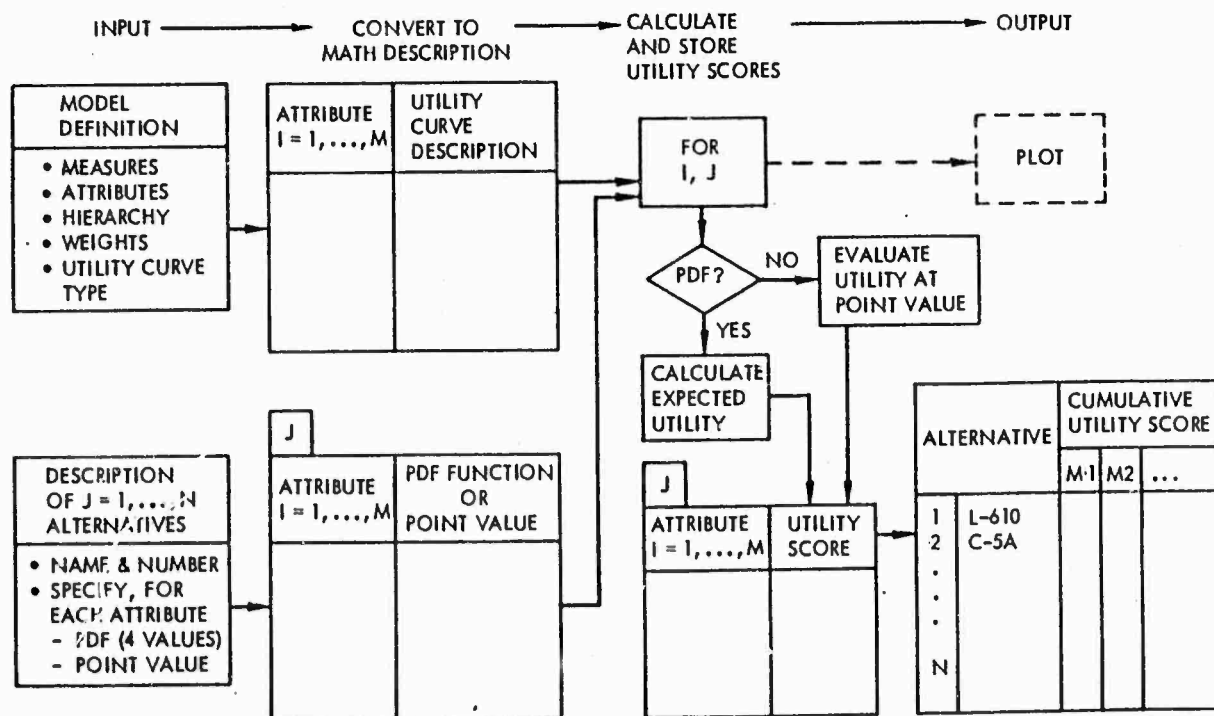 INPUT
CONVERT TO
MATH DESCRIPTION
CALCULATE
AND STORE
UTILITY SCORES
OUTPUT
MODEL
DEFINITION
• MEASURES
• ATTRIBUTES
• HIERARCHY
• WEIGHTS
• UTILITY CURVE
TYPE
ATTRIBUTE
I = 1, ..., M
UTILITY
CURVE
DESCRIPTION
FOR
I, J
PLOT
PDF?
NO
YES
EVALUATE
UTILITY AT
POINT VALUE
CALCULATE
EXPECTED
UTILITY
DESCRIPTION
OF J = 1, ..., N
ALTERNATIVES
• NAME & NUMBER
• SPECIFY, FOR
EACH ATTRIBUTE
- PDF (4 VALUES)
- POINT VALUE
J
ATTRIBUTE
I = 1, ..., M
PDF FUNCTION
OR
POINT VALUE
J
ATTRIBUTE
I = 1, ..., M
UTILITY
SCORE
ALTERNATIVE
CUMULATIVE
UTILITY SCORE
M1 M2 ...
1 L-610
2 C-5A
.
.
.
.
N